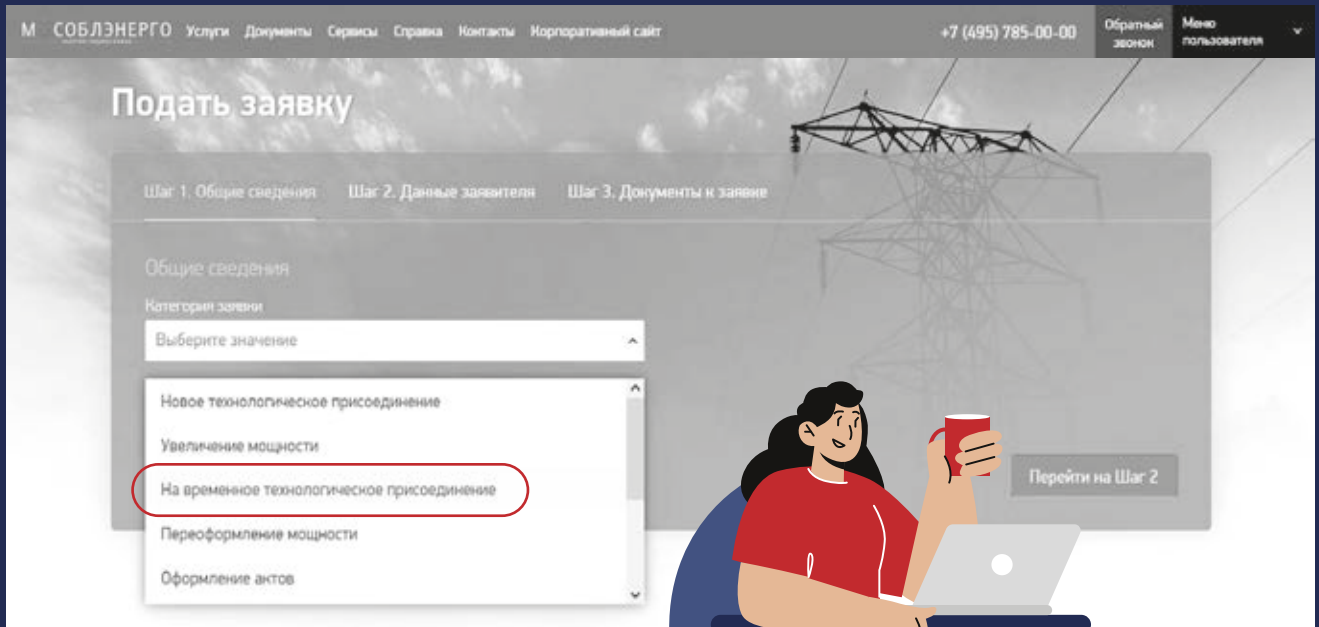 М СОБЛЭНЕРГО Услуги Документы Сервисы Справка Контакты Корпоративный сайт +7 (495) 785-00-00 Обратный звонок Меню пользователя
Подать заявку
Шаг 1. Общие сведения Шаг 2. Данные заявителя Шаг 3. Документы к заявке
Общие сведения
Категория заявки
Выберите значение
Новое технологическое присоединение
Увеличение мощности
На временное технологическое присоединение
Перейти на Шаг 2
Переоформление мощности
Оформление актов